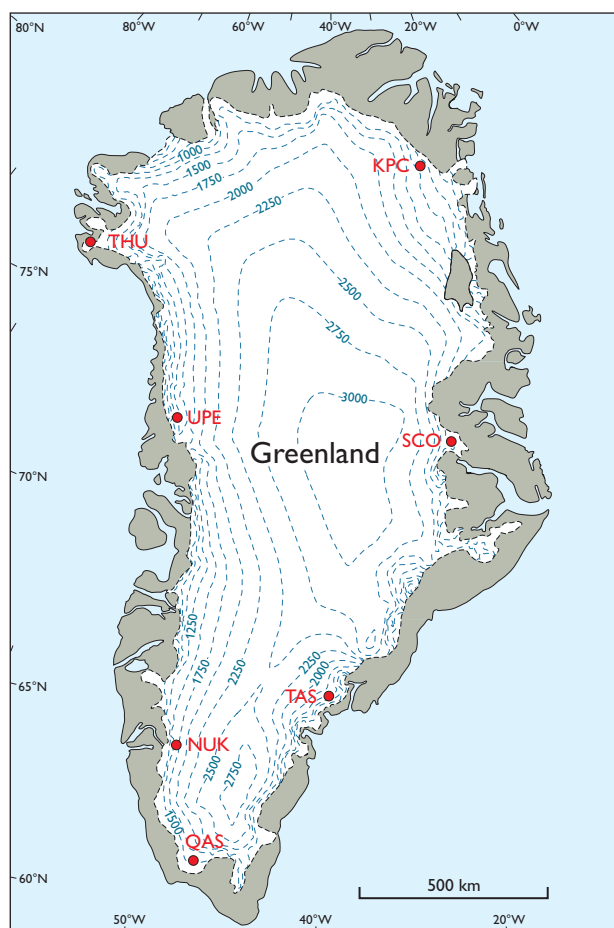 80°N
80°W
60°W
40°W
20°W
0°W
1000
1500
1750
2000
2250
KPC
THU
75°N
2500
2750
3000
UPE
SCO
Greenland
70°N
1250
1750
2250
2250
2000
65°N
TAS
NUK
2500
2750
1500
QAS
60°N
500 km
50°W
40°W
20°W